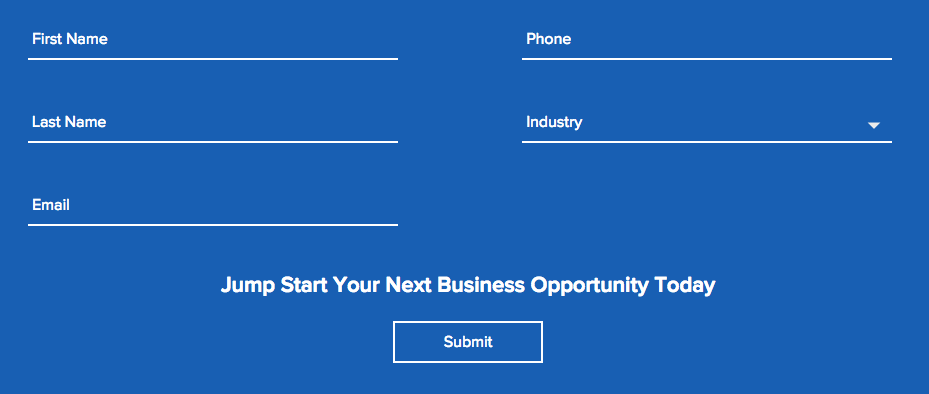 First Name
Phone
Last Name
Industry
Email
Jump Start Your Next Business Opportunity Today
Submit